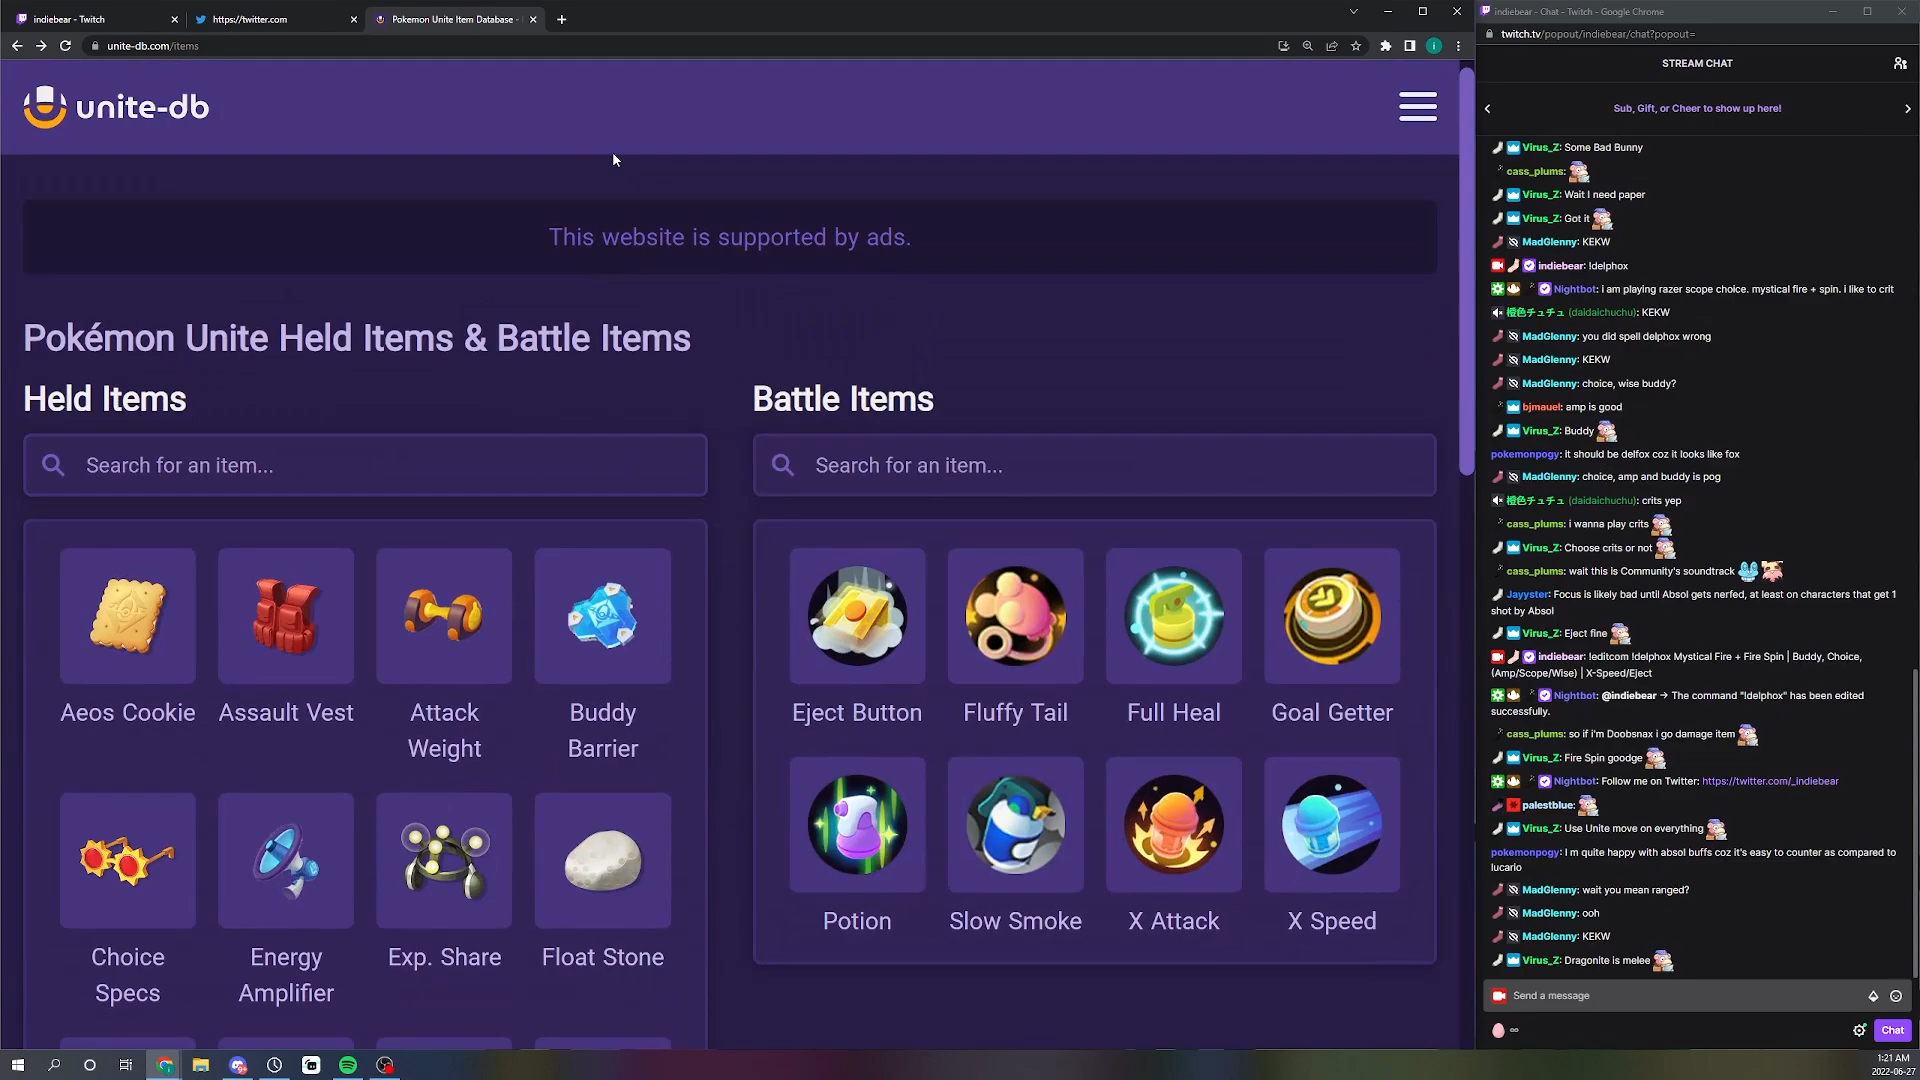 indiebear - Twitch
https://twitter.com
Pokemon Unite Item Database -
unite-db.com/items
unite-db
This website is supported by ads.
Pokémon Unite Held Items & Battle Items
Held Items
Battle Items
Search for an item...
Search for an item...
Aeos Cookie
Assault Vest
Attack
Weight
Buddy
Barrier
Choice
Specs
Energy
Amplifier
Exp. Share
Float Stone
Eject Button
Fluffy Tail
Full Heal
Goal Getter
Potion
Slow Smoke
X Attack
X Speed
indiebear - Chat - Twitch - Google Chrome
twitch.tv/popout/indiebear/chat?popout=
STREAM CHAT
Sub, Gift, or Cheer to show up here!
Virus_Z: Some Bad Bunny
cass_plums:
Virus_Z: Wait I need paper
Virus_Z: Got it
MadGlenny: KEKW
indiebear: !delphox
Nightbot: i am playing razer scope choice. mystical fire + spin. i like to crit
橙色チュチュ (daidaichuchu): KEKW
MadGlenny: you did spell delphox wrong
MadGlenny: KEKW
MadGlenny: choice, wise buddy?
bjmauel: amp is good
Virus_Z: Buddy
pokemonpogy: it should be delfox coz it looks like fox
MadGlenny: choice, amp and buddy is pog
橙色チュチュ (daidaichuchu): crits yep
cass_plums: i wanna play crits
Virus_Z: Choose crits or not
cass_plums: wait this is Community's soundtrack
Jayyster: Focus is likely bad until Absol gets nerfed, at least on characters that get 1
shot by Absol
Virus_Z: Eject fine
indiebear: !editcom !delphox Mystical Fire + Fire Spin | Buddy, Choice,
(Amp/Scope/Wise) | X-Speed/Eject
Nightbot: @indiebear → The command "!delphox" has been edited
successfully.
cass_plums: so if i'm Doobsnax i go damage item
Virus_Z: Fire Spin goodge
Nightbot: Follow me on Twitter: https://twitter.com/_indiebear
palestblue:
Virus_Z: Use Unite move on everything
pokemonpogy: I m quite happy with absol buffs coz it's easy to counter as compared to
lucario
MadGlenny: wait you mean ranged?
MadGlenny: ooh
MadGlenny: KEKW
Virus_Z: Dragonite is melee
Send a message
Chat
1:21 AM
2022-06-27